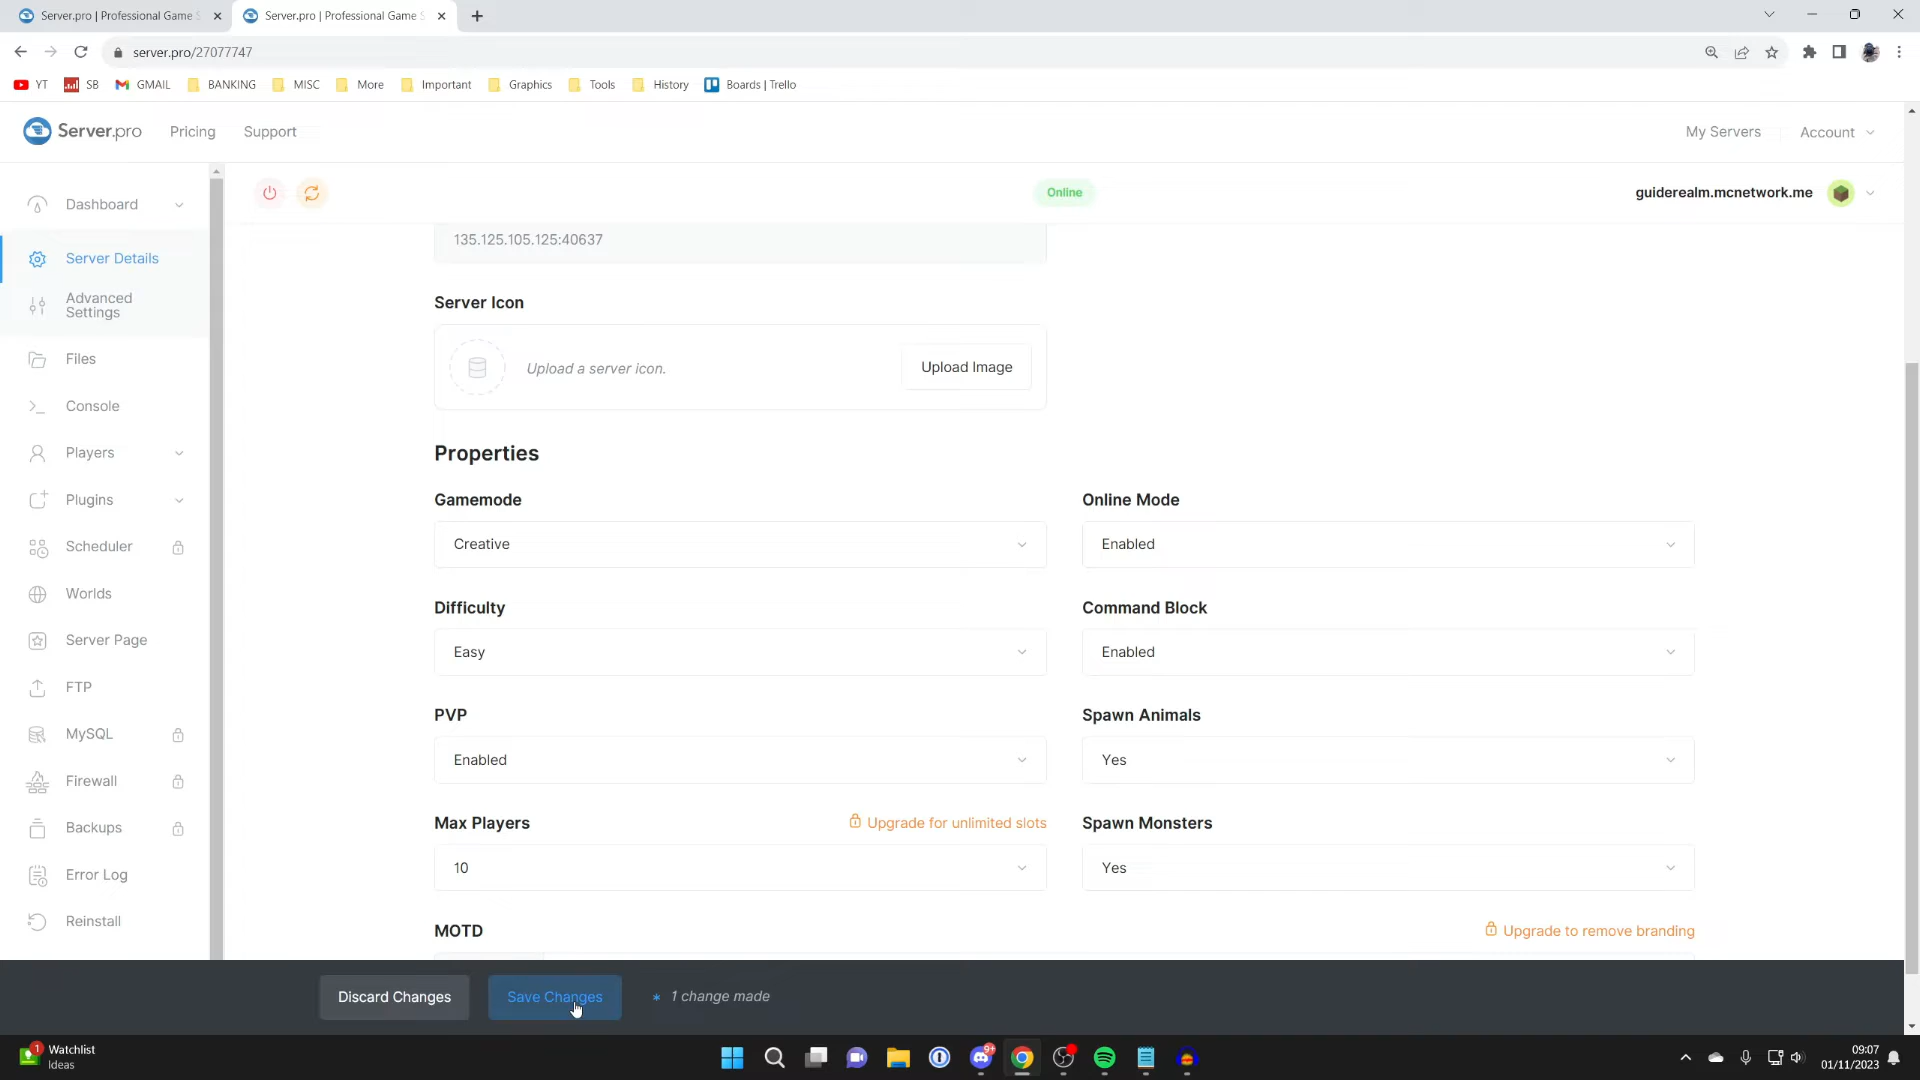 Server.pro | Professional Game S
Server.pro | Professional Game S
server.pro/27077747
YT
SB
GMAIL
BANKING
MISC
More
Important
Graphics
Tools
History
Boards | Trello
Server.pro
Pricing
Support
My Servers
Account
Dashboard
Online
guiderealm.mcnetwork.me
Server Details
135.125.105.125:40637
Advanced
Settings
Server Icon
Upload a server icon.
Upload Image
Files
Console
Players
Properties
Plugins
Gamemode
Online Mode
Scheduler
Creative
Enabled
Worlds
Difficulty
Command Block
Server Page
Easy
Enabled
FTP
PVP
Spawn Animals
MySQL
Enabled
Yes
Firewall
Max Players
Upgrade for unlimited slots
Spawn Monsters
Backups
10
Yes
Error Log
Reinstall
MOTD
Upgrade to remove branding
Discard Changes
Save Changes
* 1 change made
1
Watchlist
Ideas
9+
09:07
01/11/2023